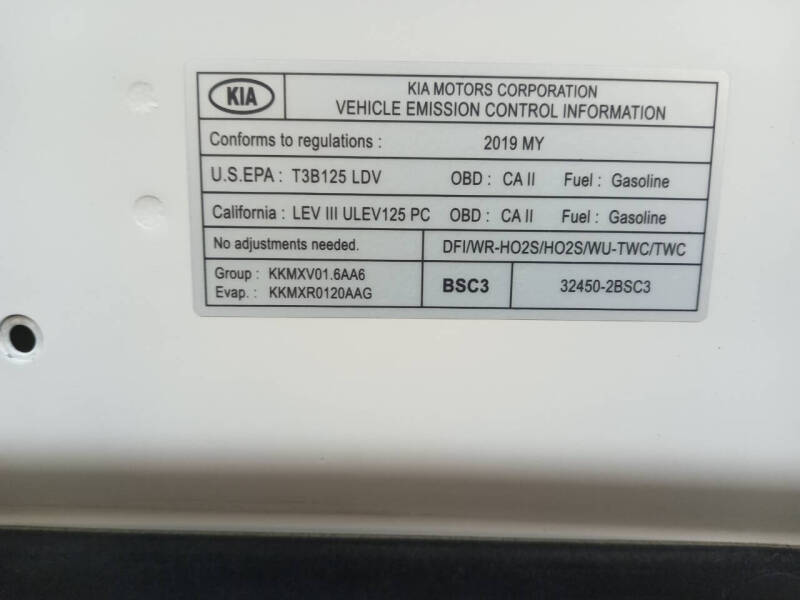 KIA
KIA MOTORS CORPORATION
VEHICLE EMISSION CONTROL INFORMATION
Conforms to regulations : 2019 MY
U.S.EPA : T3B125 LDV OBD : CA II Fuel : Gasoline
California : LEV III ULEV125 PC OBD : CA II Fuel : Gasoline
No adjustments needed. DFI/WR-HO2S/HO2S/WU-TWC/TWC
Group : KKMXV01.6AA6
Evap. : KKMXR0120AAG
BSC3
32450-2BSC3